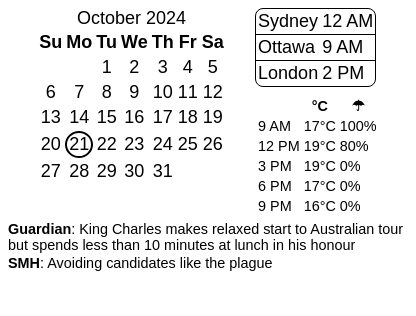 October 2024
Su Mo Tu We Th Fr Sa
1 2 3 4 5
6 7 8 9 10 11 12
13 14 15 16 17 18 19
20 21 22 23 24 25 26
27 28 29 30 31
Sydney 12 AM
Ottawa 9 AM
London 2 PM
°C ☂
9 AM 17°C 100%
12 PM 19°C 80%
3 PM 19°C 0%
6 PM 17°C 0%
9 PM 16°C 0%
Guardian: King Charles makes relaxed start to Australian tour
but spends less than 10 minutes at lunch in his honour
SMH: Avoiding candidates like the plague